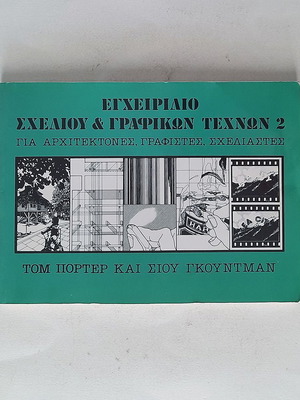 ΕΓΧΕΙΡΙΔΙΟ
ΣΧΕΔΙΟΥ & ΓΡΑΦΙΚΩΝ ΤΕΧΝΩΝ 2
ΓΙΑ ΑΡΧΙΤΕΚΤΟΝΕΣ, ΓΡΑΦΙΣΤΕΣ, ΣΧΕΔΙΑΣΤΕΣ
ΤΟΜ ΠΟΡΤΕΡ ΚΑΙ ΣΙΟΥ ΓΚΟΥΝΤΜΑΝ